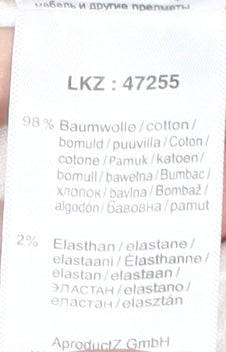 мебель и другие предметы
LKZ : 47255
98 % Baumwolle / cotton /
bomuld / puuvilla / Coton /
cotone / Pamuk / katoen /
bomull / bawełna / Bumbac /
хлопок / bavlna / Bombaž /
algodón / бавовна / pamut
2% Elasthan / elastane /
elastaani / Élasthanne /
elastan / elastaan /
ЭЛАСТАН / elastano /
еластан / elasztán
AproductZ GmbH